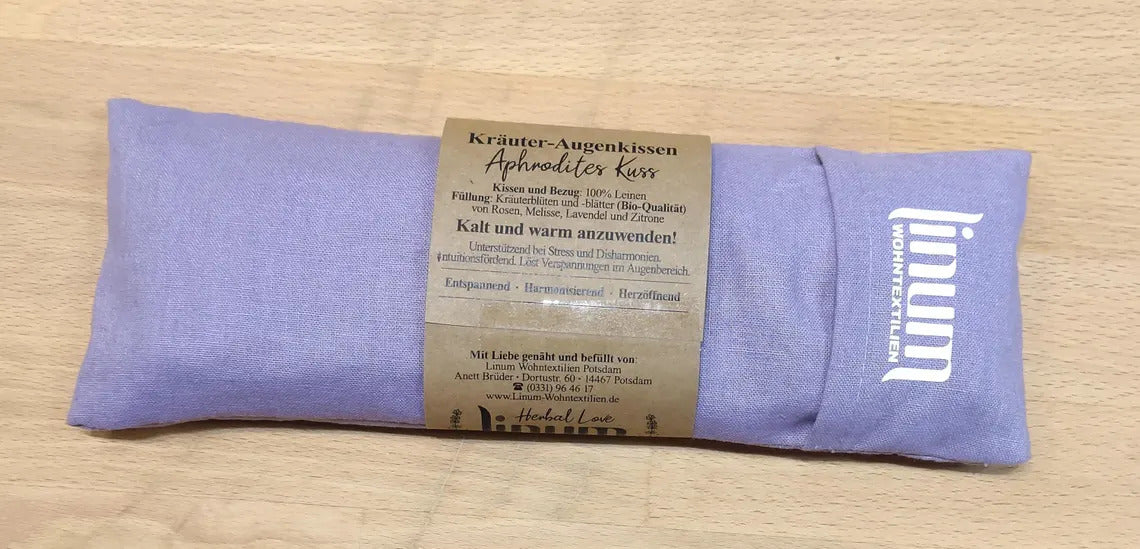 Kräuter-Augenkissen
Aphrodites Kuss
Kissen und Bezug: 100% Leinen
Füllung: Kräuterblüten und -blätter (Bio-Qualität)
von Rosen, Melisse, Lavendel und Zitrone
Kalt und warm anzuwenden!
Unterstützend bei Stress und Disharmonien.
Intuitionsfördend. Löst Verspannungen im Augenbereich.
Entspannend · Harmonisierend · Herzöffnend
Mit Liebe genäht und befüllt von:
Linum Wohntextilien Potsdam
Anett Brüder · Dortustr. 60 · 14467 Potsdam
☎ (0331) 96 46 17
www.Linum-Wohntextilien.de
Herbal Love
linum
linum
WOHNTEXTILIEN